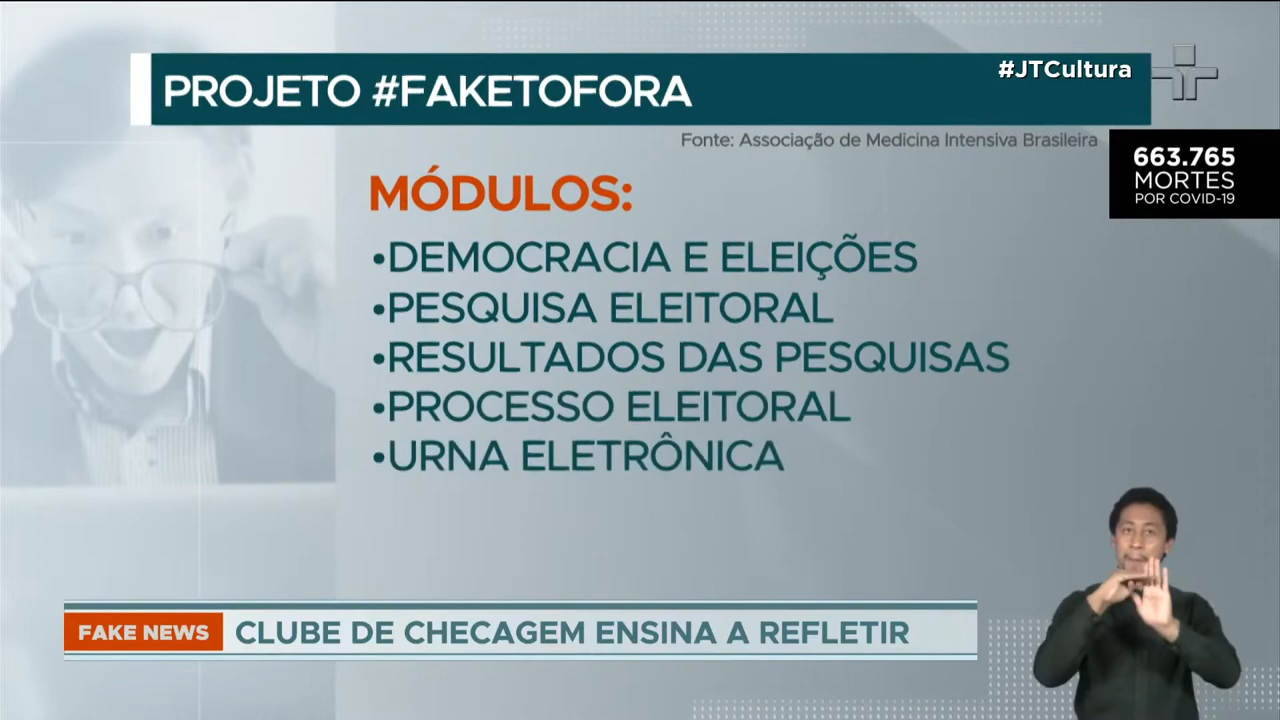 PROJETO #FAKETOFORA
#JTCultura
Fonte: Associação de Medicina Intensiva Brasileira
663.765
MORTES
POR COVID-19
MÓDULOS:
•DEMOCRACIA E ELEIÇÕES
•PESQUISA ELEITORAL
•RESULTADOS DAS PESQUISAS
•PROCESSO ELEITORAL
•URNA ELETRÔNICA
FAKE NEWS
CLUBE DE CHECAGEM ENSINA A REFLETIR